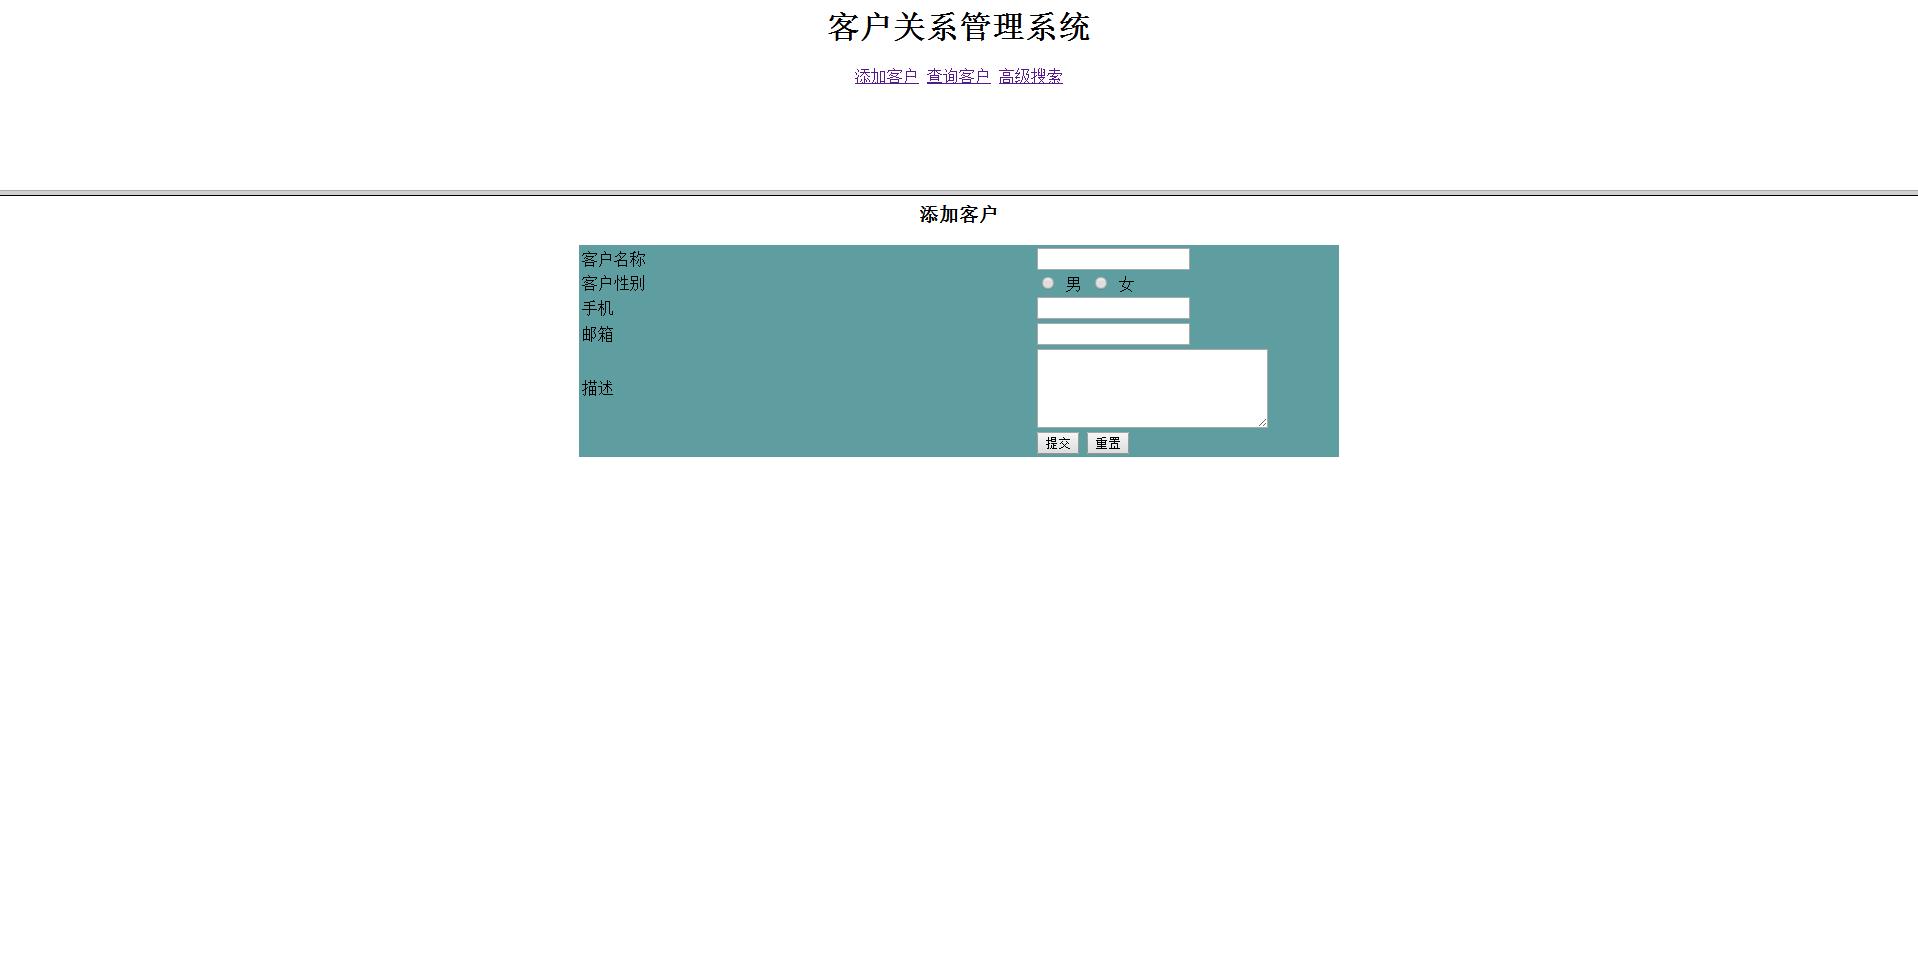 客户关系管理系统
添加客户 查询客户 高级搜索
添加客户
客户名称
客户性别 男 女
手机
邮箱
描述
提交 重置